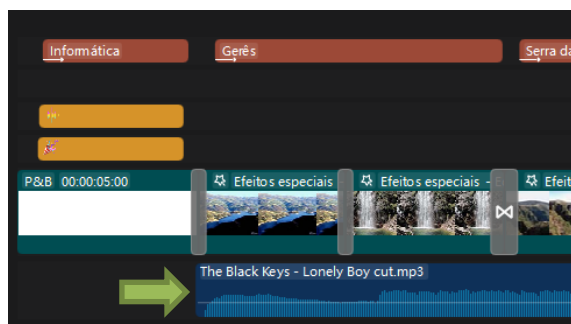 Informática
Gerês
Serra da
P&B 00:00:05:00
Efeitos especiais
Efeitos especiais
Efeit
The Black Keys - Lonely Boy cut.mp3